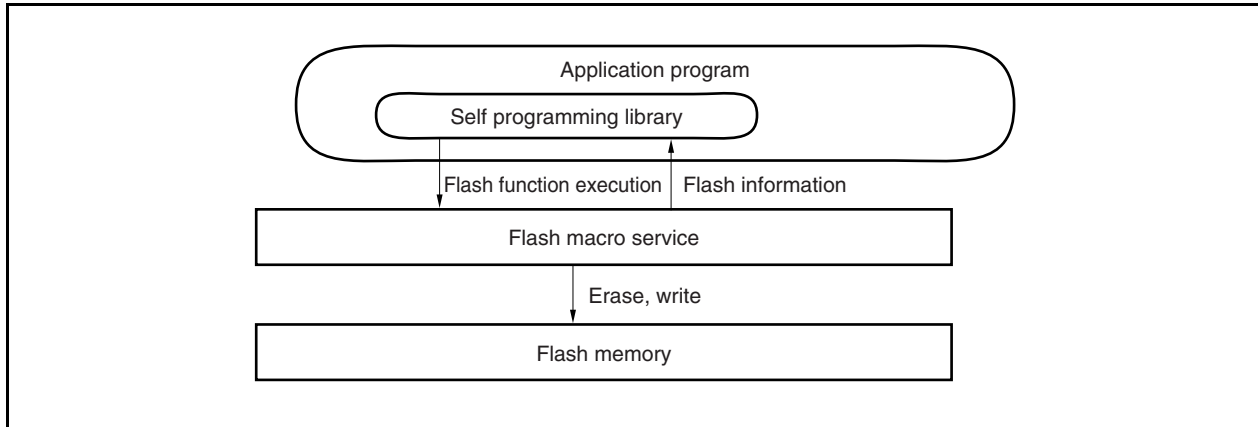 Application program
Self programming library
Flash function execution
Flash information
Flash macro service
Erase, write
Flash memory